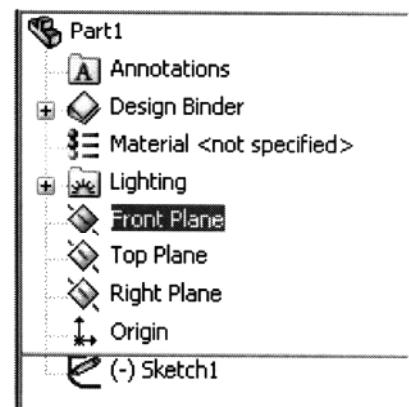 Part1
Annotations
Design Binder
Material <not specified>
Lighting
Front Plane
Top Plane
Right Plane
Origin
(-) Sketch1